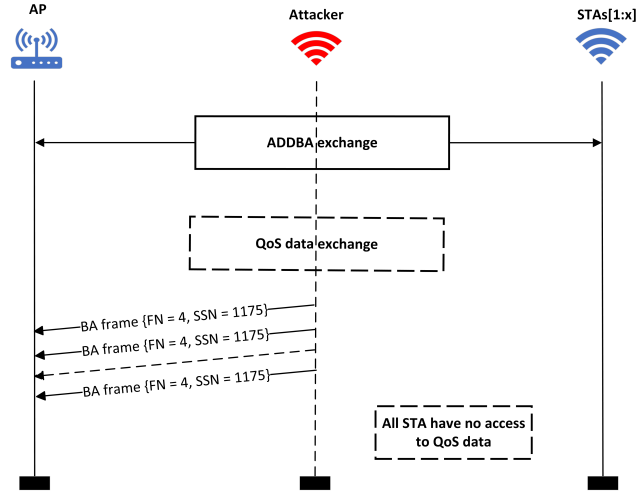 AP
Attacker
STAs[1:x]
ADDBA exchange
QoS data exchange
BA frame {FN = 4, SSN = 1175}
BA frame {FN = 4, SSN = 1175}
BA frame {FN = 4, SSN = 1175}
All STA have no access
to QoS data